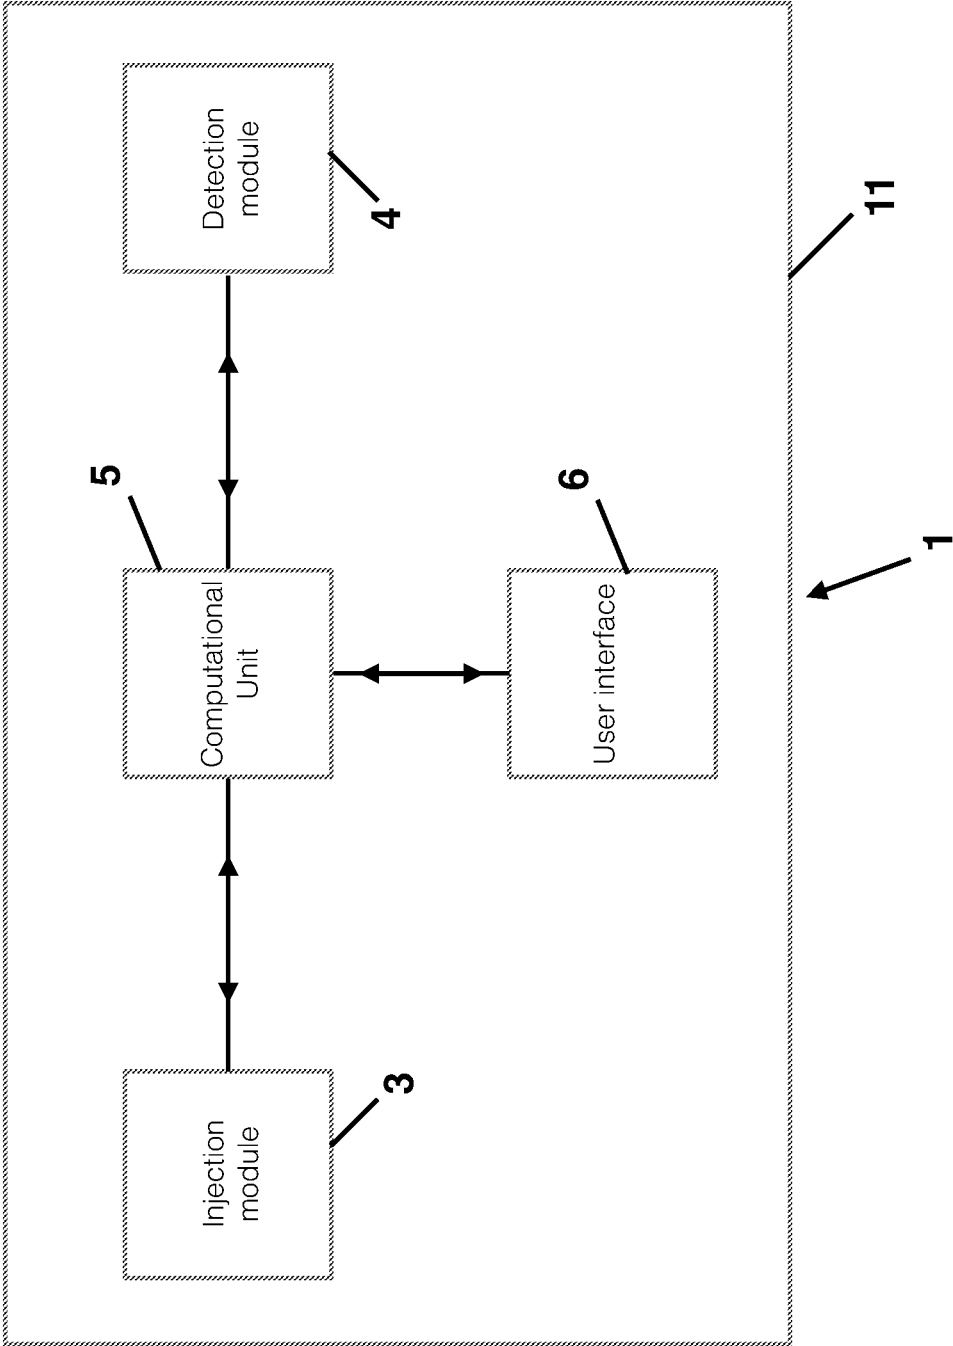 5
Injection
module
Computational
Unit
Detection
module
3
4
6
User interface
11
1